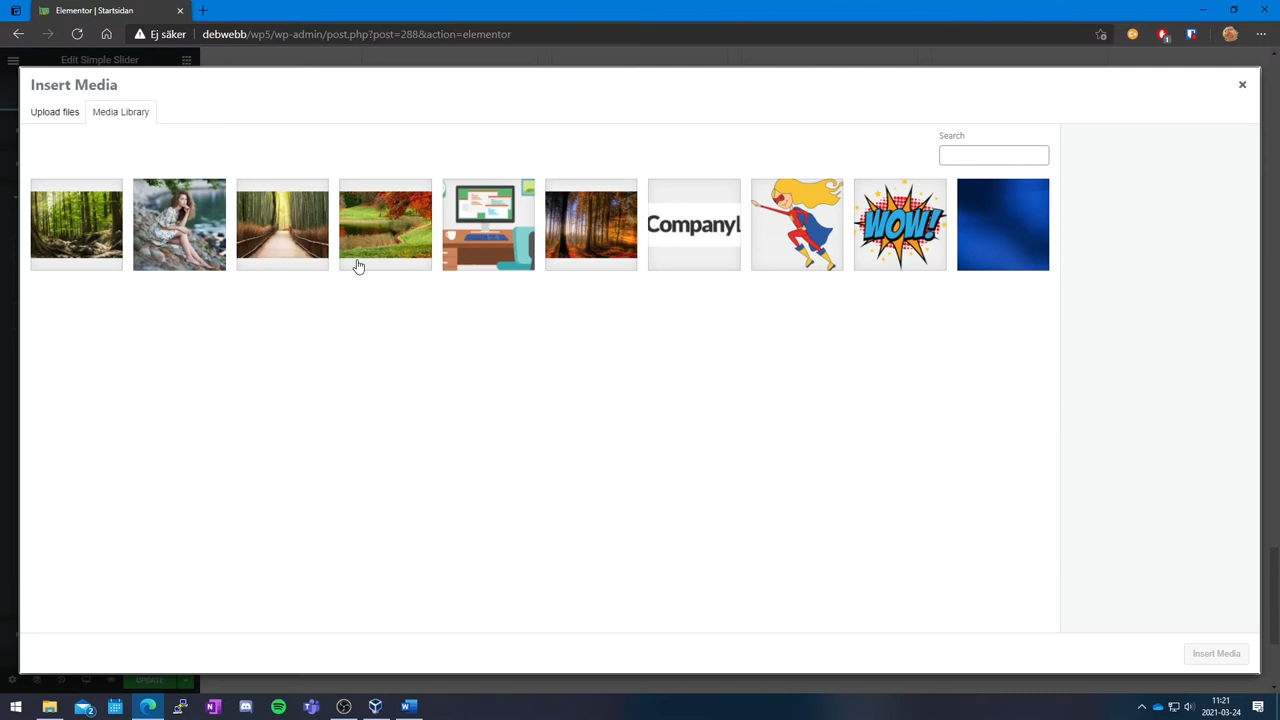 Elementor | Startsidan
Ej säker
debwebb/wp5/wp-admin/post.php?post=288&action=elementor
Edit Simple Slider
Insert Media
Upload files
Media Library
Search
CompanyL
WOW!
Insert Media
UPDATE
11:21
2021-03-24